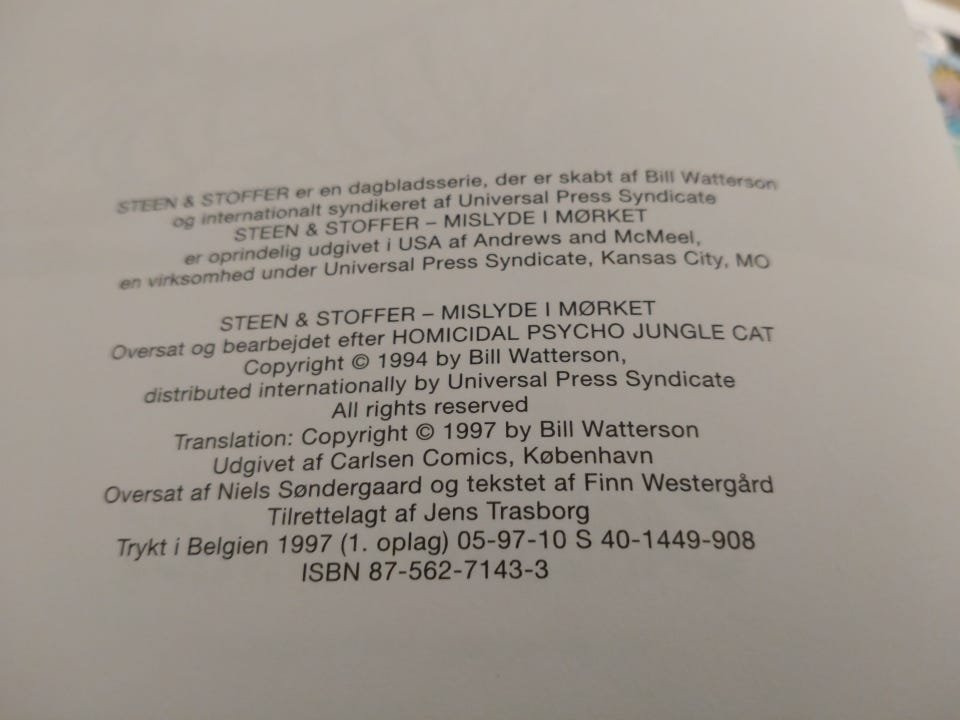 STEEN & STOFFER er en dagbladsserie, der er skabt af Bill Watterson
og internationalt syndikeret af Universal Press Syndicate
STEEN & STOFFER – MISLYDE I MØRKET
er oprindelig udgivet i USA af Andrews and McMeel,
en virksomhed under Universal Press Syndicate, Kansas City, MO
STEEN & STOFFER – MISLYDE I MØRKET
Oversat og bearbejdet efter HOMICIDAL PSYCHO JUNGLE CAT
Copyright © 1994 by Bill Watterson,
distributed internationally by Universal Press Syndicate
All rights reserved
Translation: Copyright © 1997 by Bill Watterson
Udgivet af Carlsen Comics, København
Oversat af Niels Søndergaard og tekstet af Finn Westergård
Tilrettelagt af Jens Trasborg
Trykt i Belgien 1997 (1. oplag) 05-97-10 S 40-1449-908
ISBN 87-562-7143-3